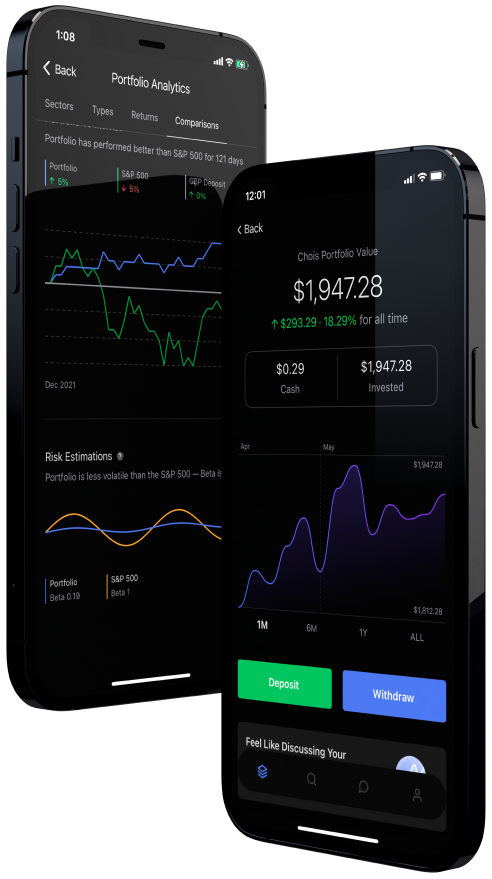 1:08
Back
Portfolio Analytics
Sectors Types Returns Comparisons
Portfolio has performed better than S&P 500 for 121 days
Portfolio S&P 500 GBP Deposit
↑ 5% ↓ 5% ↑ 0%
Dec 2021
Risk Estimations ?
Portfolio is less volatile than the S&P 500 — Beta is
Portfolio S&P 500
Beta 0.19 Beta 1
12:01
Back
Chois Portfolio Value
$1,947.28
↑ $293.29 · 18.29% for all time
$0.29 $1,947.28
Cash Invested
Apr May
$1,947.28
$1,812.28
1M 6M 1Y ALL
Deposit Withdraw
Feel Like Discussing Your